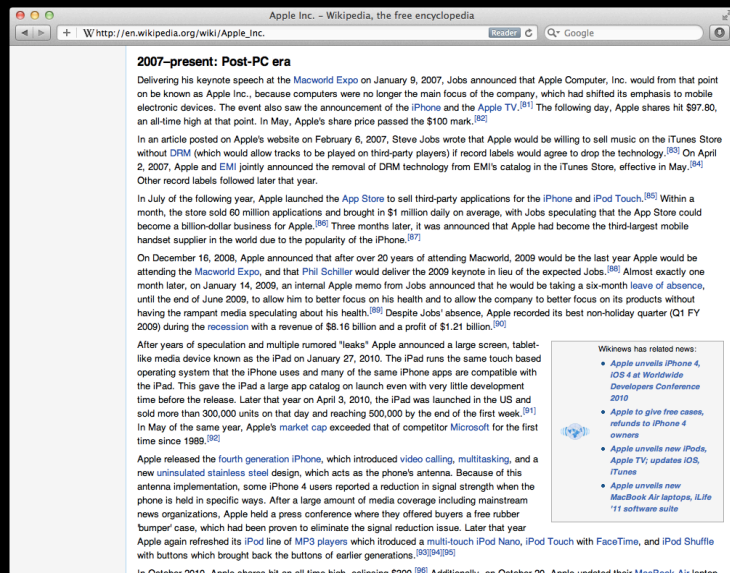 Apple Inc. – Wikipedia, the free encyclopedia
W http://en.wikipedia.org/wiki/Apple_Inc.
Reader
Google
2007–present: Post-PC era
Delivering his keynote speech at the Macworld Expo on January 9, 2007, Jobs announced that Apple Computer, Inc. would from that point
on be known as Apple Inc., because computers were no longer the main focus of the company, which had shifted its emphasis to mobile
electronic devices. The event also saw the announcement of the iPhone and the Apple TV.[81] The following day, Apple shares hit $97.80,
an all-time high at that point. In May, Apple's share price passed the $100 mark.[82]
In an article posted on Apple's website on February 6, 2007, Steve Jobs wrote that Apple would be willing to sell music on the iTunes Store
without DRM (which would allow tracks to be played on third-party players) if record labels would agree to drop the technology.[83] On April
2, 2007, Apple and EMI jointly announced the removal of DRM technology from EMI's catalog in the iTunes Store, effective in May.[84]
Other record labels followed later that year.
In July of the following year, Apple launched the App Store to sell third-party applications for the iPhone and iPod Touch.[85] Within a
month, the store sold 60 million applications and brought in $1 million daily on average, with Jobs speculating that the App Store could
become a billion-dollar business for Apple.[86] Three months later, it was announced that Apple had become the third-largest mobile
handset supplier in the world due to the popularity of the iPhone.[87]
On December 16, 2008, Apple announced that after over 20 years of attending Macworld, 2009 would be the last year Apple would be
attending the Macworld Expo, and that Phil Schiller would deliver the 2009 keynote in lieu of the expected Jobs.[88] Almost exactly one
month later, on January 14, 2009, an internal Apple memo from Jobs announced that he would be taking a six-month leave of absence,
until the end of June 2009, to allow him to better focus on his health and to allow the company to better focus on its products without
having the rampant media speculating about his health.[89] Despite Jobs' absence, Apple recorded its best non-holiday quarter (Q1 FY
2009) during the recession with a revenue of $8.16 billion and a profit of $1.21 billion.[90]
After years of speculation and multiple rumored "leaks" Apple announced a large screen, tablet-
like media device known as the iPad on January 27, 2010. The iPad runs the same touch based
operating system that the iPhone uses and many of the same iPhone apps are compatible with
the iPad. This gave the iPad a large app catalog on launch even with very little development
time before the release. Later that year on April 3, 2010, the iPad was launched in the US and
sold more than 300,000 units on that day and reaching 500,000 by the end of the first week.[91]
In May of the same year, Apple's market cap exceeded that of competitor Microsoft for the first
time since 1989.[92]
Apple released the fourth generation iPhone, which introduced video calling, multitasking, and a
new uninsulated stainless steel design, which acts as the phone's antenna. Because of this
antenna implementation, some iPhone 4 users reported a reduction in signal strength when the
phone is held in specific ways. After a large amount of media coverage including mainstream
news organizations, Apple held a press conference where they offered buyers a free rubber
'bumper' case, which had been proven to eliminate the signal reduction issue. Later that year
Apple again refreshed its iPod line of MP3 players which itroduced a multi-touch iPod Nano, iPod Touch with FaceTime, and iPod Shuffle
with buttons which brought back the buttons of earlier generations.[93][94][95]
In October 2010, Apple shares hit an all-time high, eclipsing $300.[96] Additionally, on October 20, Apple updated their MacBook Air laptop,
Wikinews has related news:
• Apple unveils iPhone 4,
iOS 4 at Worldwide
Developers Conference
2010
• Apple to give free cases,
refunds to iPhone 4
owners
• Apple unveils new iPods,
Apple TV; updates iOS,
iTunes
• Apple unveils new
MacBook Air laptops, iLife
'11 software suite